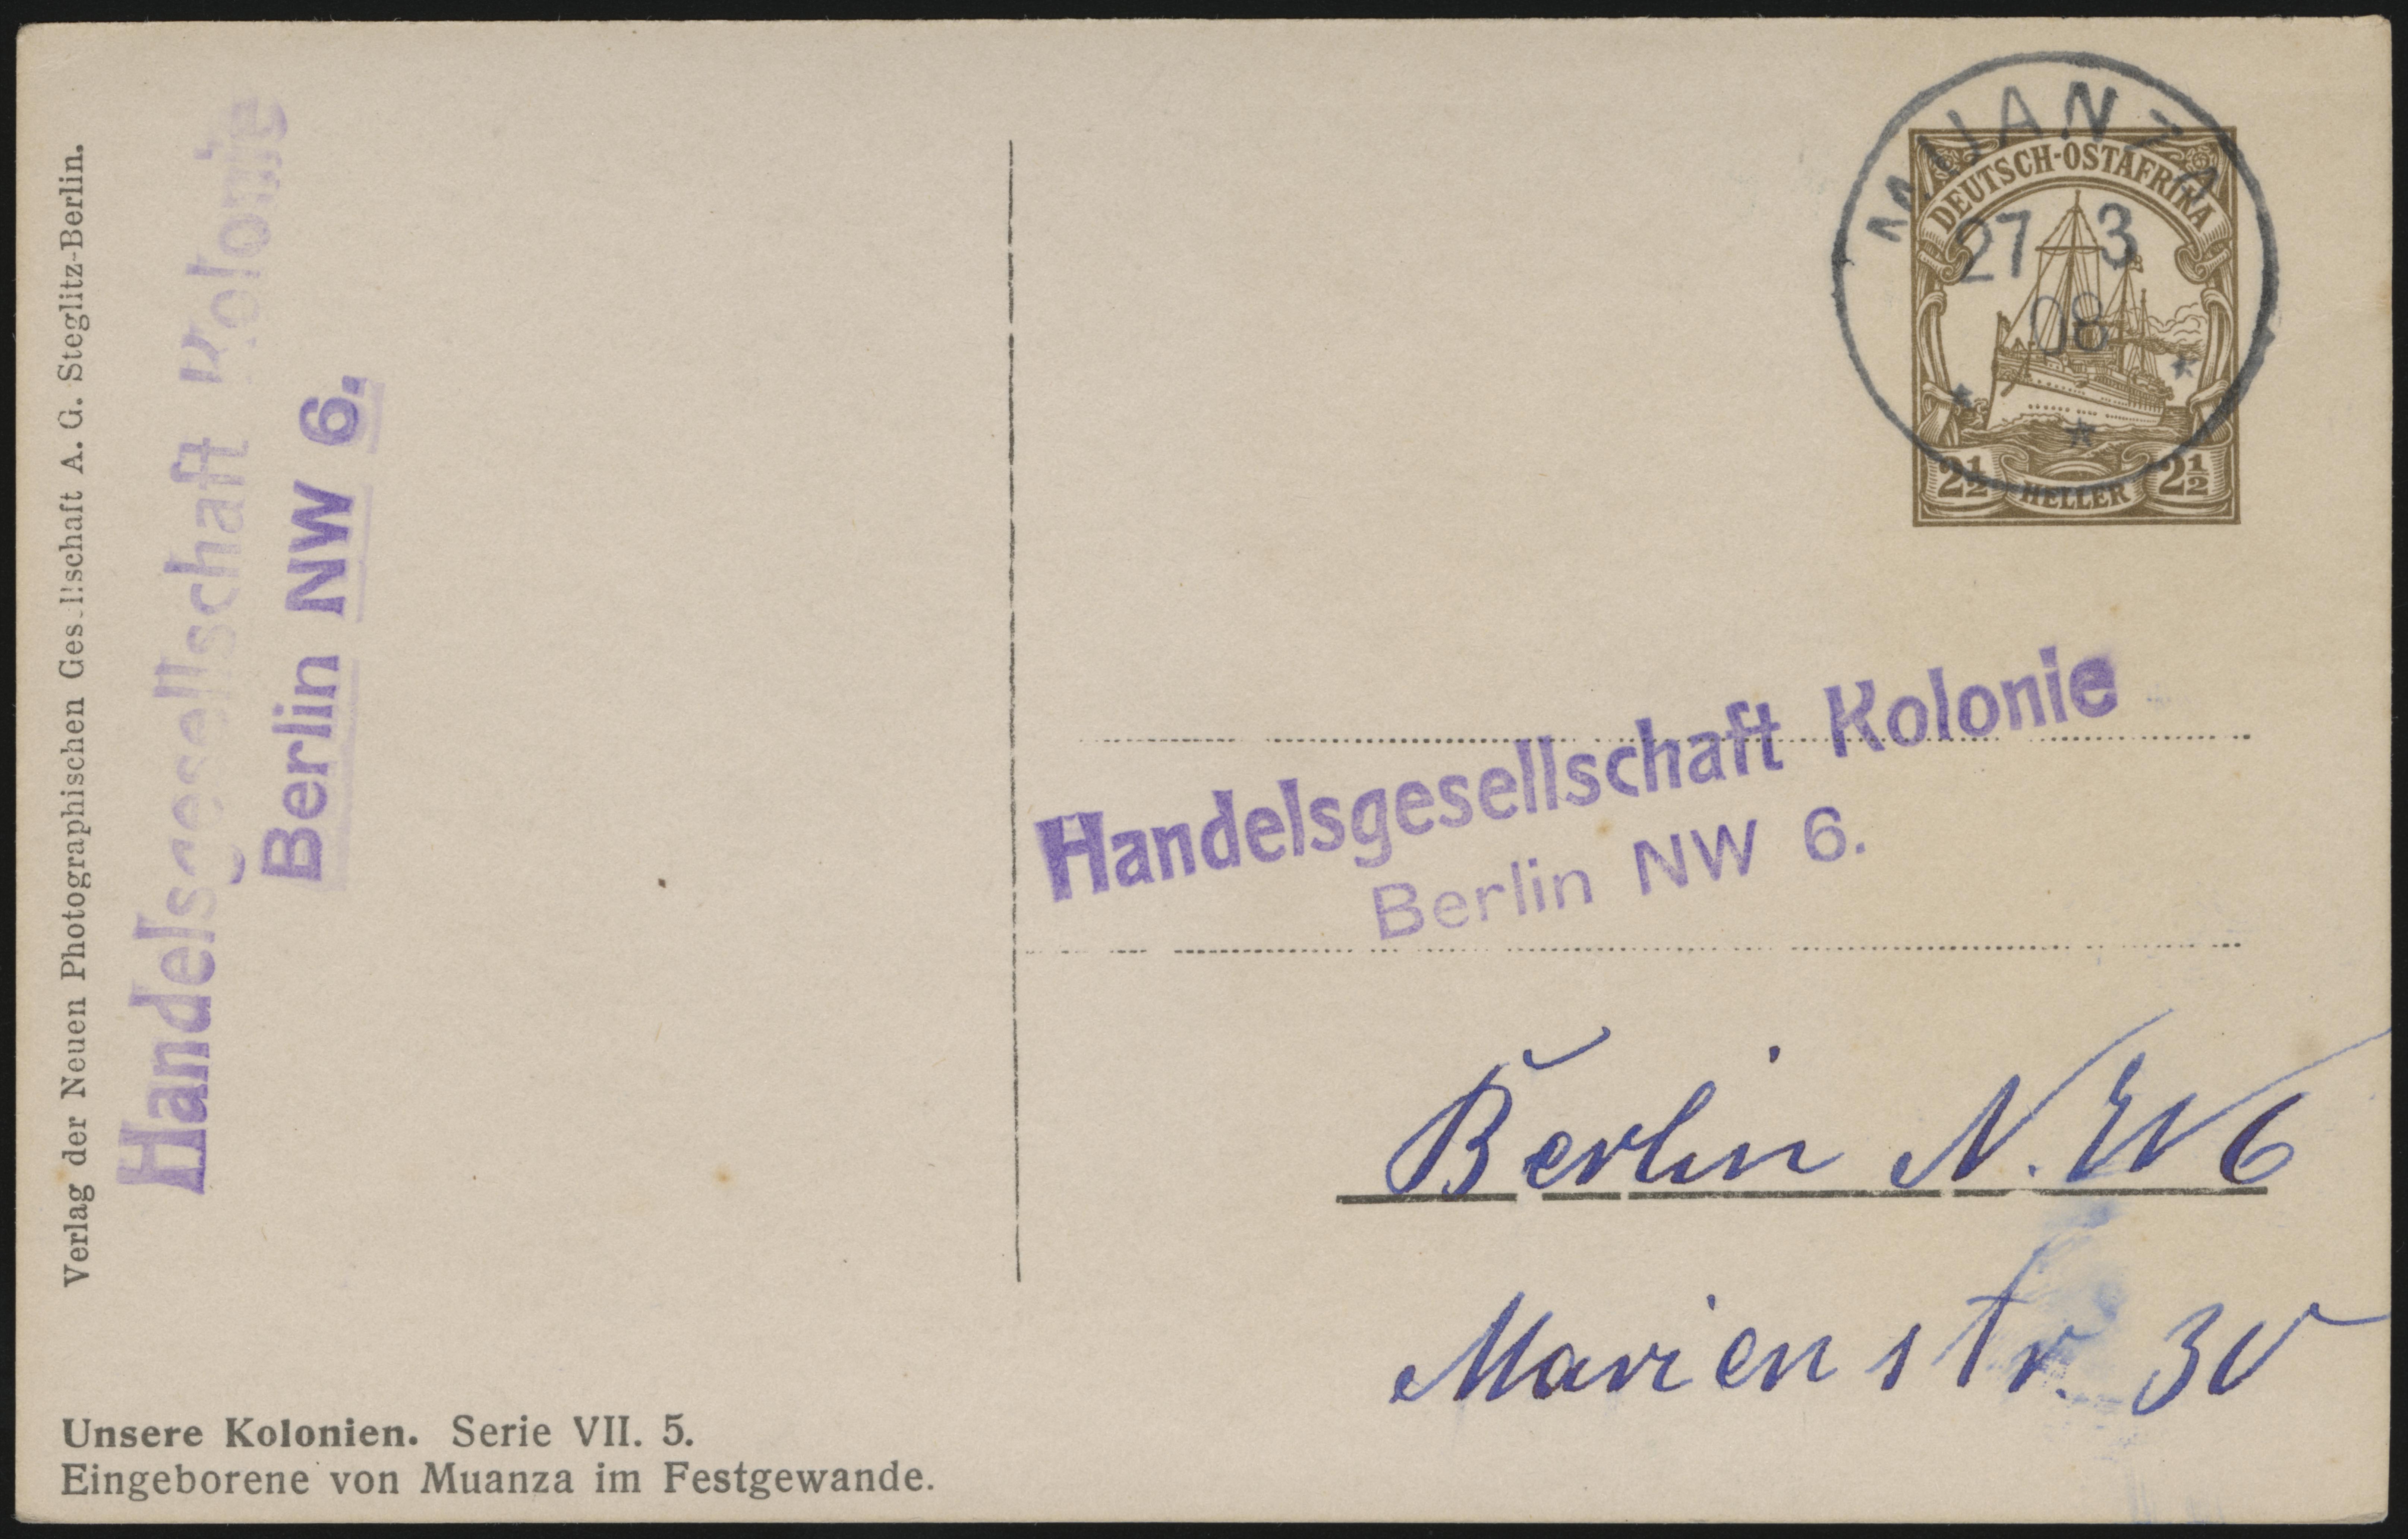 Verlag der Neuen Photographischen Gesellschaft A. G. Steglitz-Berlin.
Handelsgesellschaft Kolonie
Berlin NW 6.
MUANZA
27 3
08
DEUTSCH-OSTAFRIKA
2½ HELLER 2½
Handelsgesellschaft Kolonie
Berlin NW 6.
Berlin N.W 6
Marienstr. 30
Unsere Kolonien. Serie VII. 5.
Eingeborene von Muanza im Festgewande.